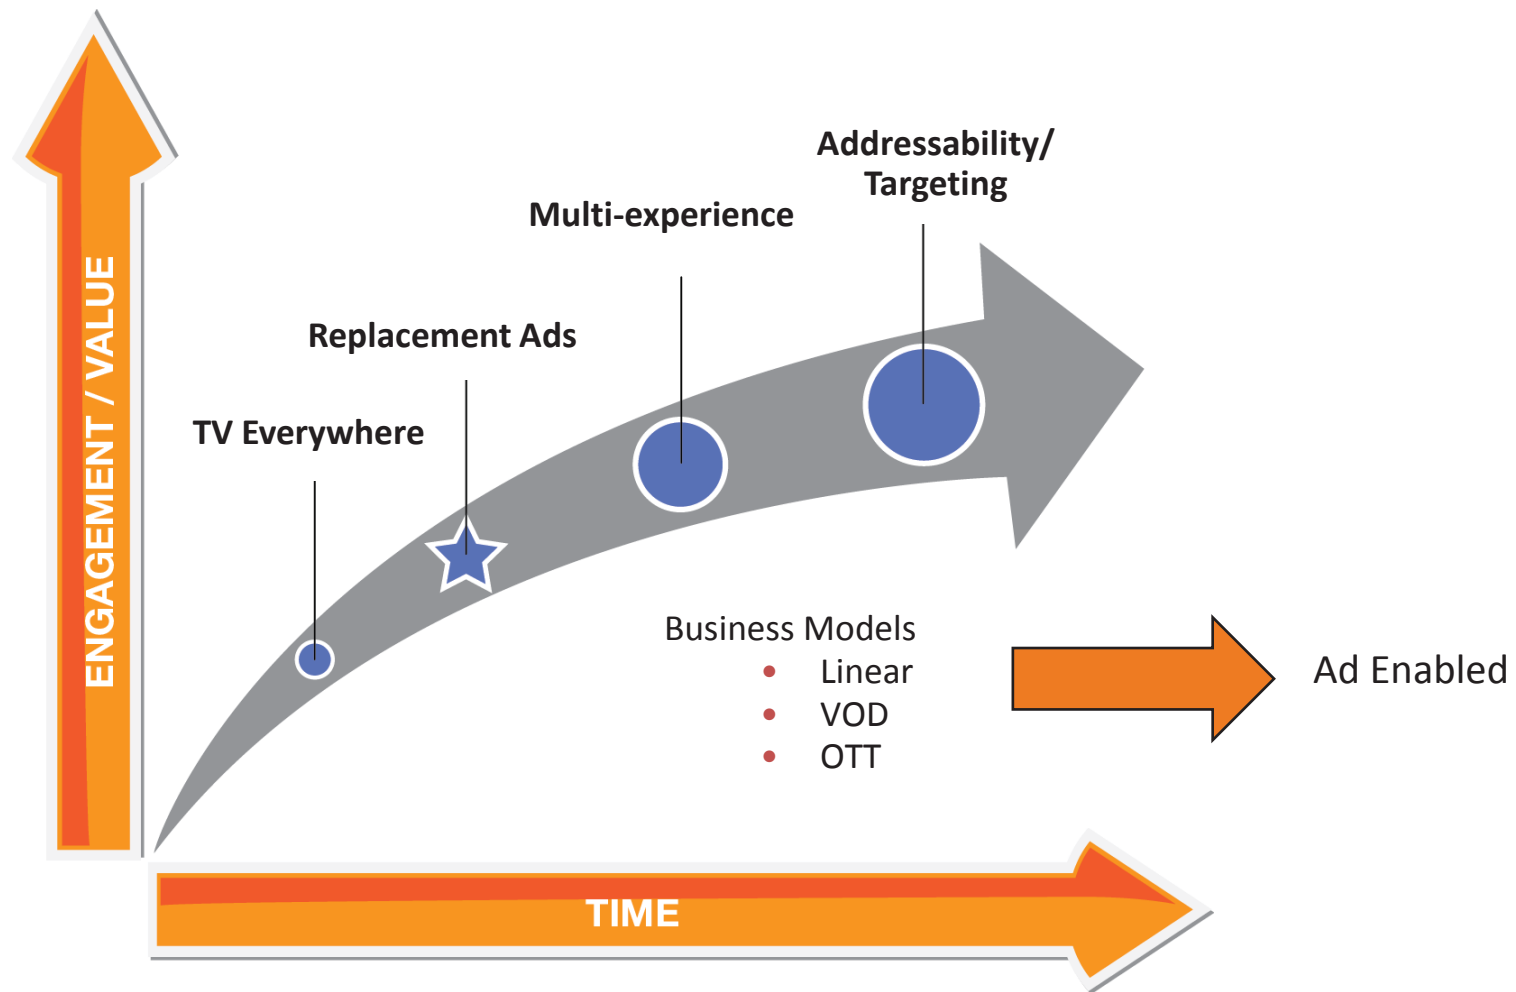 Addressability/
Targeting
Multi-experience
Replacement Ads
TV Everywhere
ENGAGEMENT / VALUE
Business Models
• Linear
• VOD
• OTT
Ad Enabled
TIME